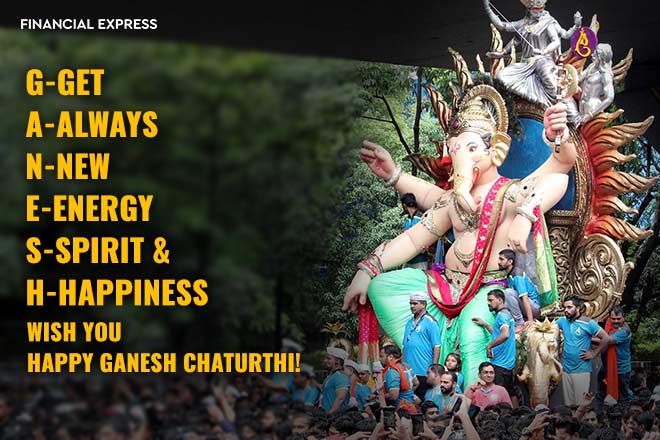 FINANCIAL EXPRESS
G-GET
A-ALWAYS
N-NEW
E-ENERGY
S-SPIRIT &
H-HAPPINESS
WISH YOU
HAPPY GANESH CHATURTHI!